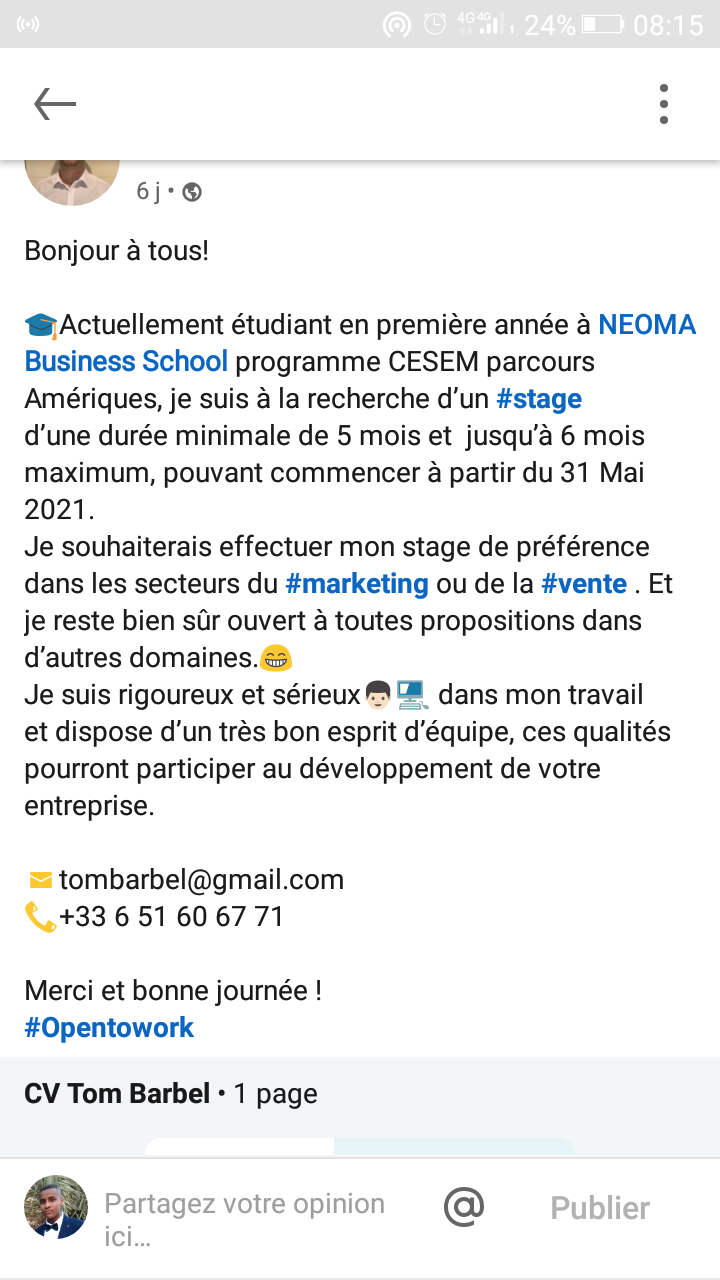 4G 4G 1 24% 08:15
6 j •
Bonjour à tous!
🎓Actuellement étudiant en première année à NEOMA
Business School programme CESEM parcours
Amériques, je suis à la recherche d’un #stage
d’une durée minimale de 5 mois et  jusqu’à 6 mois
maximum, pouvant commencer à partir du 31 Mai
2021.
Je souhaiterais effectuer mon stage de préférence
dans les secteurs du #marketing ou de la #vente . Et
je reste bien sûr ouvert à toutes propositions dans
d’autres domaines.😁
Je suis rigoureux et sérieux👨🏻‍💻 dans mon travail
et dispose d’un très bon esprit d’équipe, ces qualités
pourront participer au développement de votre
entreprise.
✉️tombarbel@gmail.com
📞+33 6 51 60 67 71
Merci et bonne journée !
#Opentowork
CV Tom Barbel • 1 page
Partagez votre opinion
ici...
@ Publier